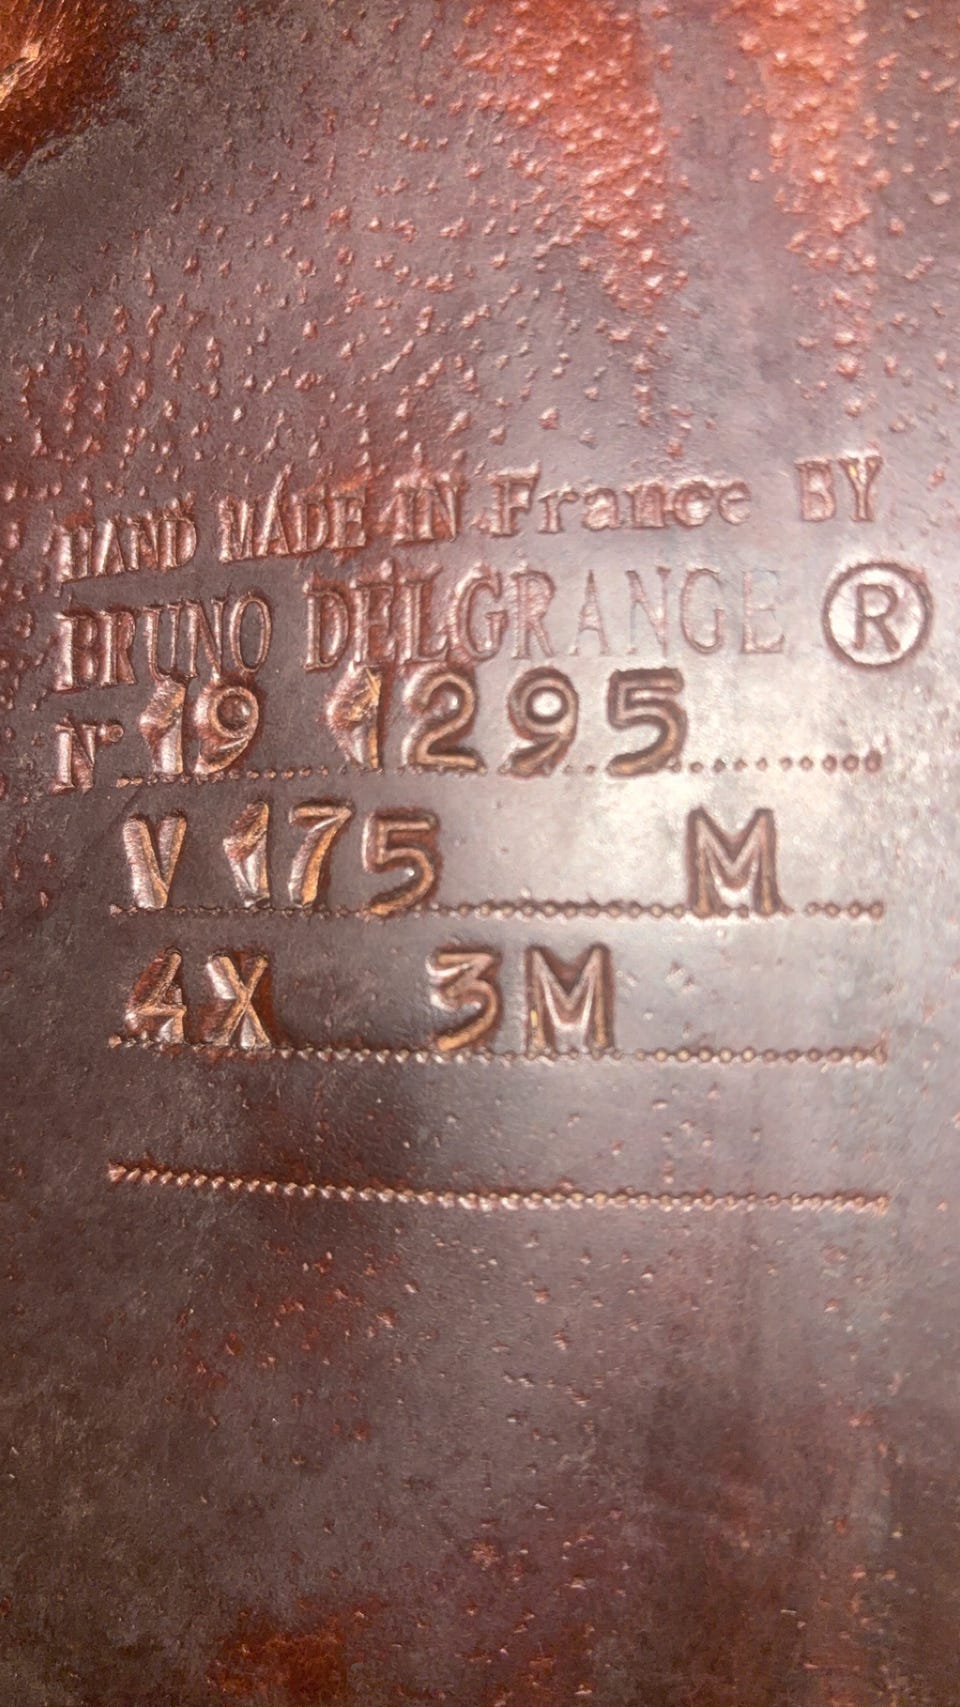 HAND MADE IN France BY
BRUNO DELGRANGE ®
N° 19 1295
V 175 M
4X 3M